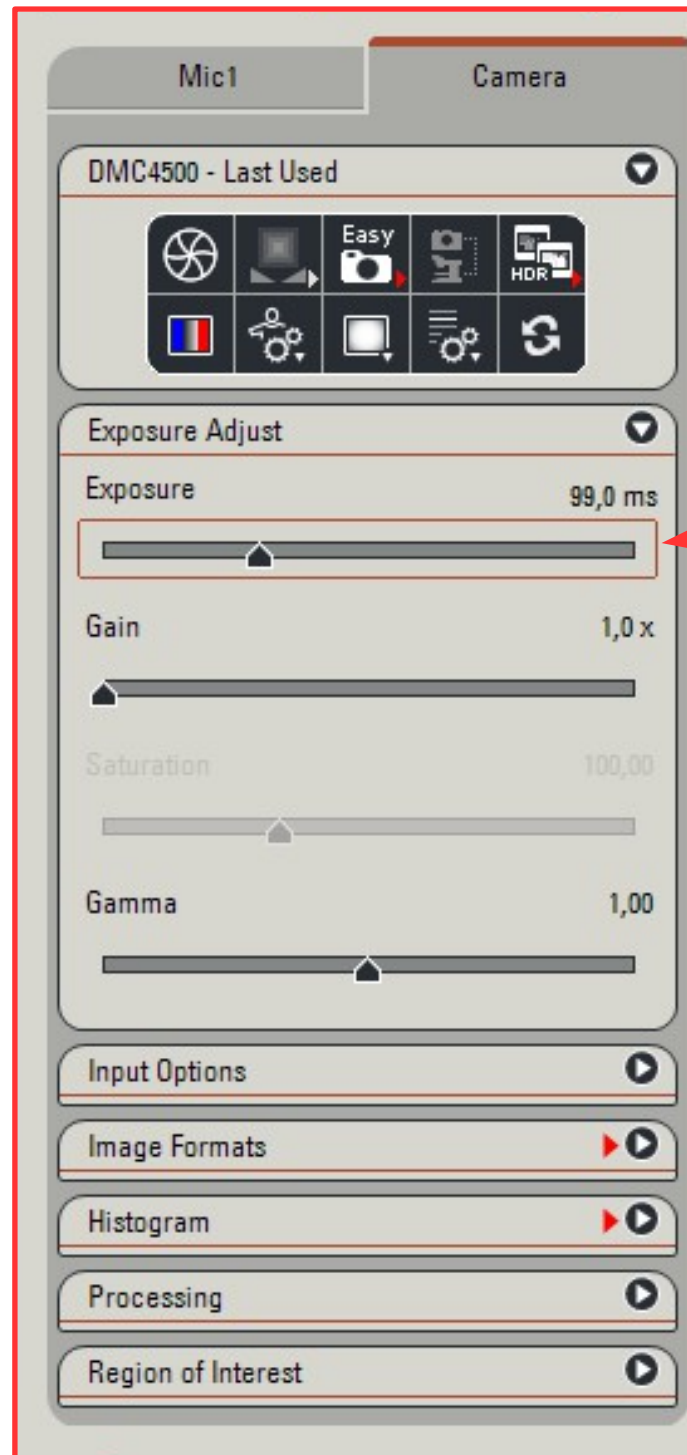 Mic1 Camera
DMC4500 - Last Used
Easy
HDR
Exposure Adjust
Exposure 99,0 ms
Gain 1,0 x
Saturation 100,00
Gamma 1,00
Input Options
Image Formats
Histogram
Processing
Region of Interest